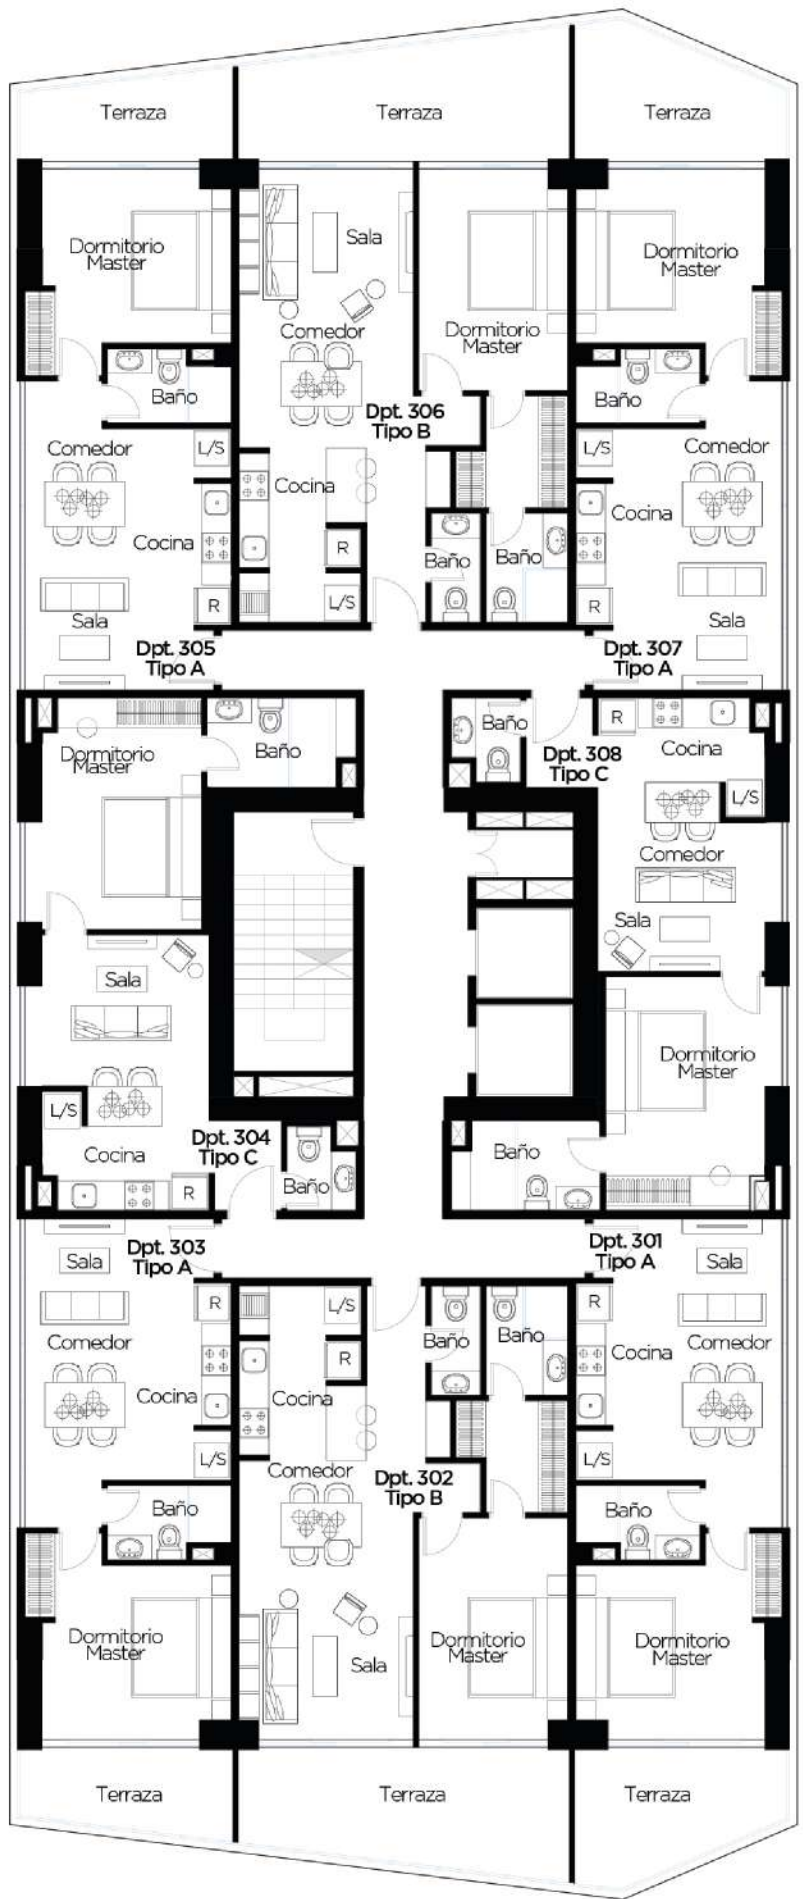 Terraza
Terraza
Terraza
Dormitorio
Master
Sala
Comedor
Dormitorio
Master
Dormitorio
Master
Baño
Dpt. 306
Tipo B
Baño
Comedor
L/S
Cocina
L/S
Comedor
Cocina
Cocina
R
Baño
Baño
Sala
R
L/S
R
Sala
Dpt. 305
Tipo A
Dpt. 307
Tipo A
Dormitorio
Master
Baño
Baño
Dpt. 308
Tipo C
R
Cocina
L/S
Comedor
Sala
Sala
Dormitorio
Master
L/S
Cocina
R
Dpt. 304
Tipo C
Baño
Baño
Sala
Dpt. 303
Tipo A
Dpt. 301
Tipo A
Sala
R
L/S
R
Comedor
R
Baño
Baño
Cocina
Comedor
Cocina
Cocina
L/S
Comedor
Dpt. 302
Tipo B
L/S
Baño
Baño
Dormitorio
Master
Sala
Dormitorio
Master
Dormitorio
Master
Terraza
Terraza
Terraza